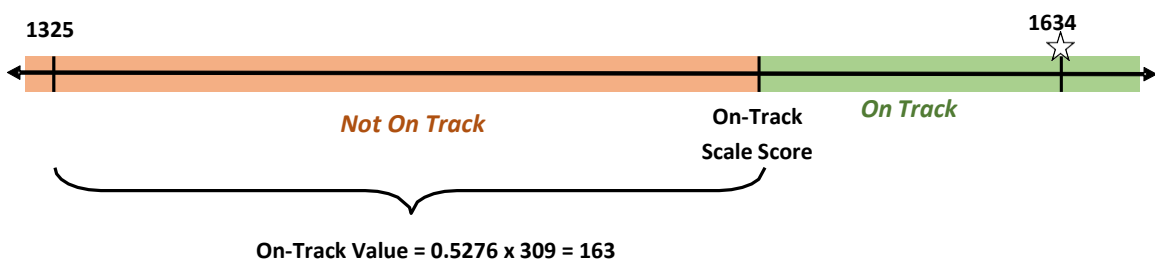 1325
1634
Not On Track
On-Track
Scale Score
On Track
On-Track Value = 0.5276 x 309 = 163